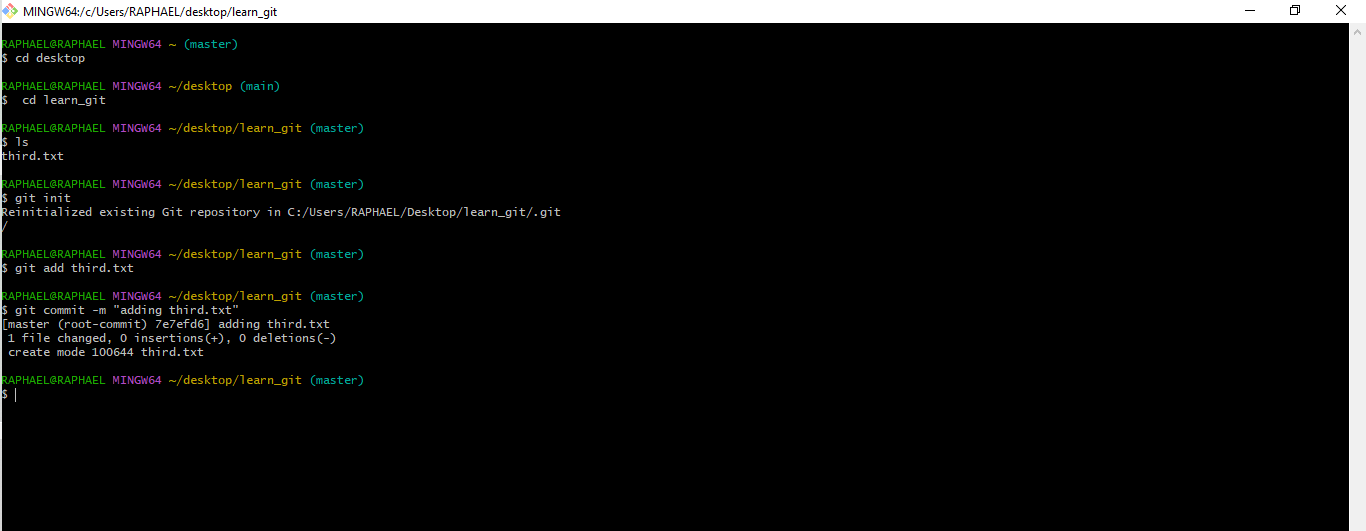 MINGW64:/c/Users/RAPHAEL/desktop/learn_git
RAPHAEL@RAPHAEL MINGW64 ~ (master)
$ cd desktop
RAPHAEL@RAPHAEL MINGW64 ~/desktop (main)
$  cd learn_git
RAPHAEL@RAPHAEL MINGW64 ~/desktop/learn_git (master)
$ ls
third.txt
RAPHAEL@RAPHAEL MINGW64 ~/desktop/learn_git (master)
$ git init
Reinitialized existing Git repository in C:/Users/RAPHAEL/Desktop/learn_git/.git
/
RAPHAEL@RAPHAEL MINGW64 ~/desktop/learn_git (master)
$ git add third.txt
RAPHAEL@RAPHAEL MINGW64 ~/desktop/learn_git (master)
$ git commit -m "adding third.txt"
[master (root-commit) 7e7efd6] adding third.txt
 1 file changed, 0 insertions(+), 0 deletions(-)
 create mode 100644 third.txt
RAPHAEL@RAPHAEL MINGW64 ~/desktop/learn_git (master)
$